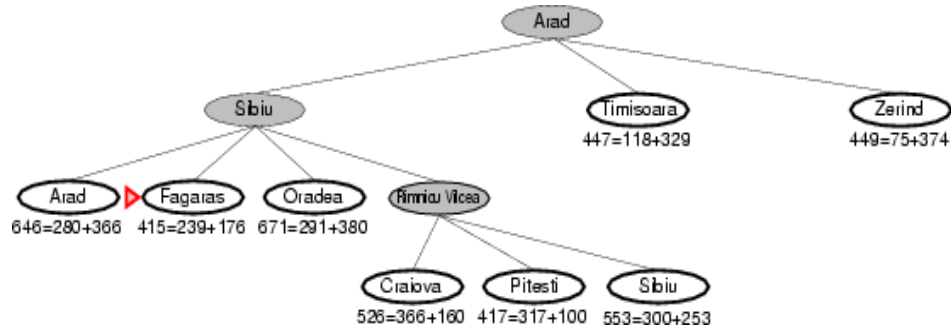 Arad
Sibiu Timisoara Zerind
447=118+329 449=75+374
Arad Fagaras Oradea Rimnicu Vilcea
646=280+366 415=239+176 671=291+380
Craiova Pitesti Sibiu
526=366+160 417=317+100 553=300+253